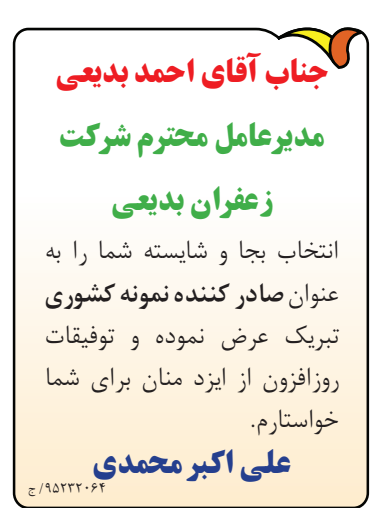 جناب آقای احمد بدیعی
مدیرعامل محترم شرکت
زعفران بدیعی
انتخاب بجا و شایسته شما را به
عنوان صادر کننده نمونه کشوری
تبریک عرض نموده و توفیقات
روزافزون از ایزد منان برای شما
خواستارم.
علی اکبر محمدی
۹۵۲۳۲۰۶۴/ج